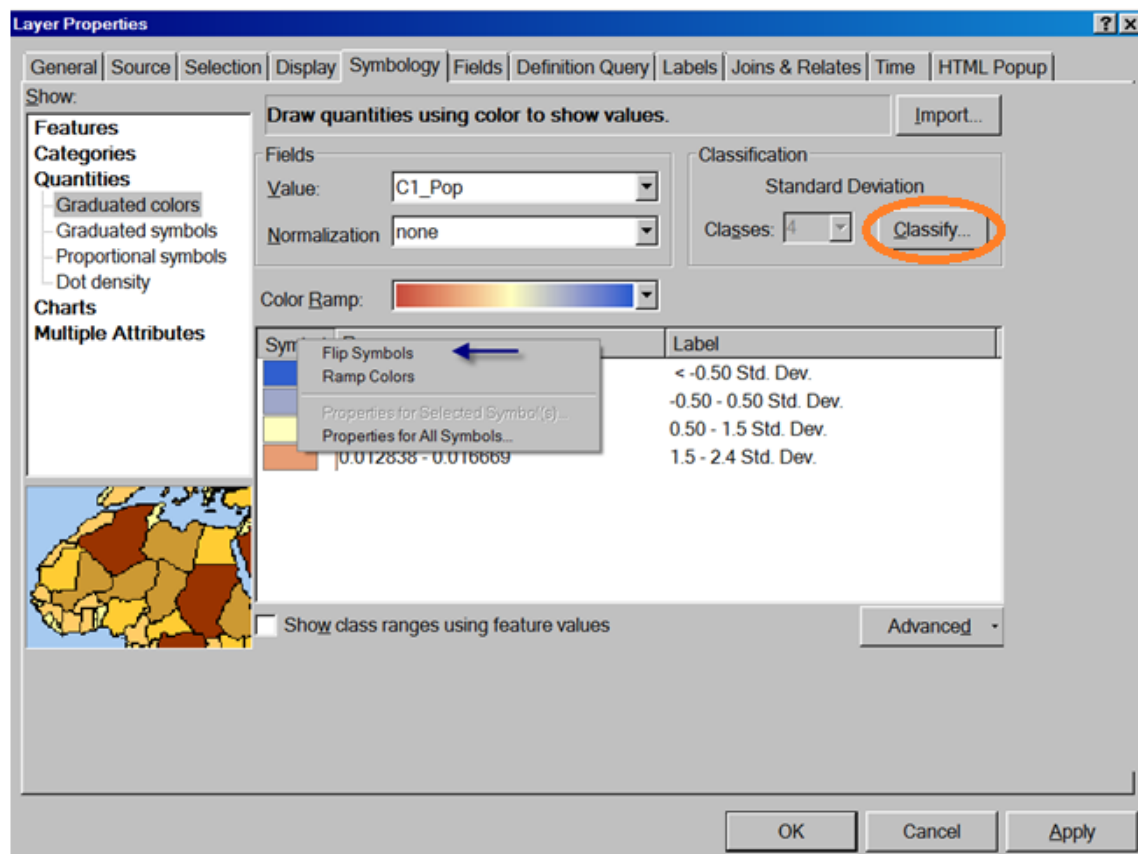 Layer Properties
General Source Selection Display Symbology Fields Definition Query Labels Joins & Relates Time HTML Popup
Show:
Features
Categories
Quantities
Graduated colors
Graduated symbols
Proportional symbols
Dot density
Charts
Multiple Attributes
Draw quantities using color to show values.
Import...
Fields
Value: C1_Pop
Normalization none
Classification
Standard Deviation
Classes: 4 Classify...
Color Ramp:
Label
Flip Symbols
Ramp Colors
Properties for Selected Symbol(s)...
Properties for All Symbols...
< -0.50 Std. Dev.
-0.50 - 0.50 Std. Dev.
0.50 - 1.5 Std. Dev.
0.012838 - 0.016669 1.5 - 2.4 Std. Dev.
Show class ranges using feature values
Advanced
OK Cancel Apply